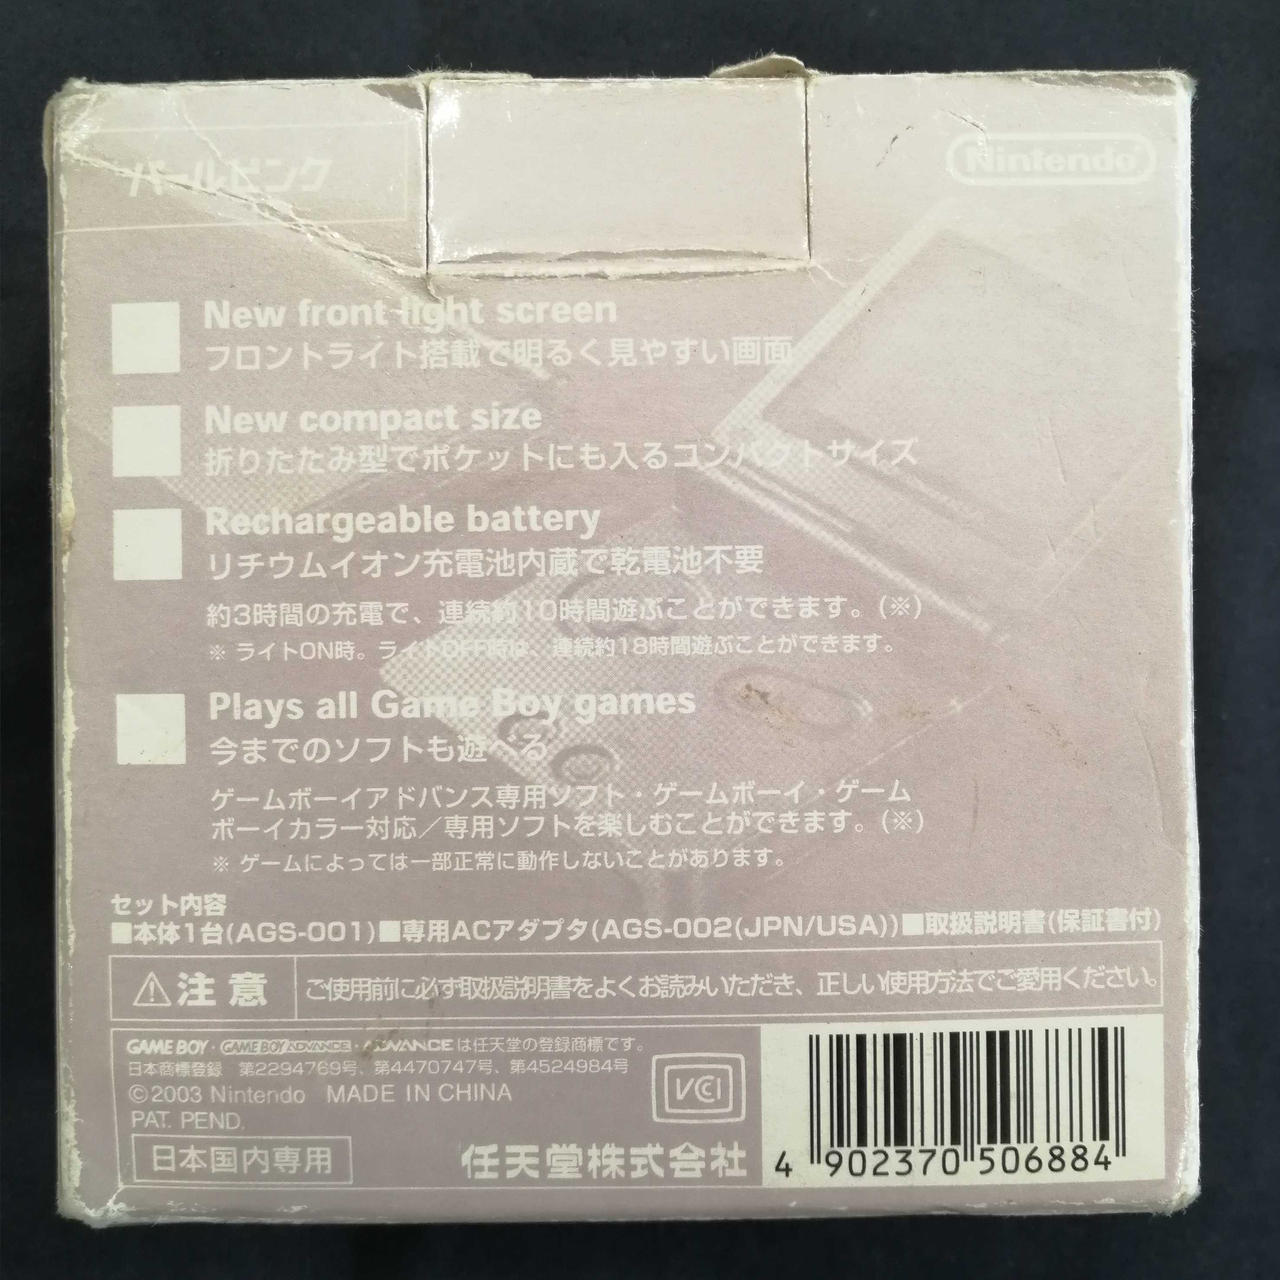 パールピンク
Nintendo®
New front light screen
フロントライト搭載で明るく見やすい画面
New compact size
折りたたみ型でポケットにも入るコンパクトサイズ
Rechargeable battery
リチウムイオン充電池内蔵で乾電池不要
約3時間の充電で、連続約10時間遊ぶことができます。(※)
※ ライトON時。ライトOFF時は、連続約18時間遊ぶことができます。
Plays all Game Boy games
今までのソフトも遊べる
ゲームボーイアドバンス専用ソフト・ゲームボーイ・ゲーム
ボーイカラー対応／専用ソフトを楽しむことができます。(※)
※ ゲームによっては一部正常に動作しないことがあります。
セット内容
■本体1台(AGS-001)■専用ACアダプタ(AGS-002(JPN/USA))■取扱説明書(保証書付)
⚠注意 ご使用前に必ず取扱説明書をよくお読みいただき、正しい使用方法でご愛用ください。
GAME BOY・GAME BOY ADVANCE・ADVANCE は任天堂の登録商標です。
日本商標登録 第2294769号、第4470747号、第4524984号
©2003 Nintendo MADE IN CHINA
PAT. PEND.
VCCI
日本国内専用
任天堂株式会社
4 902370 506884